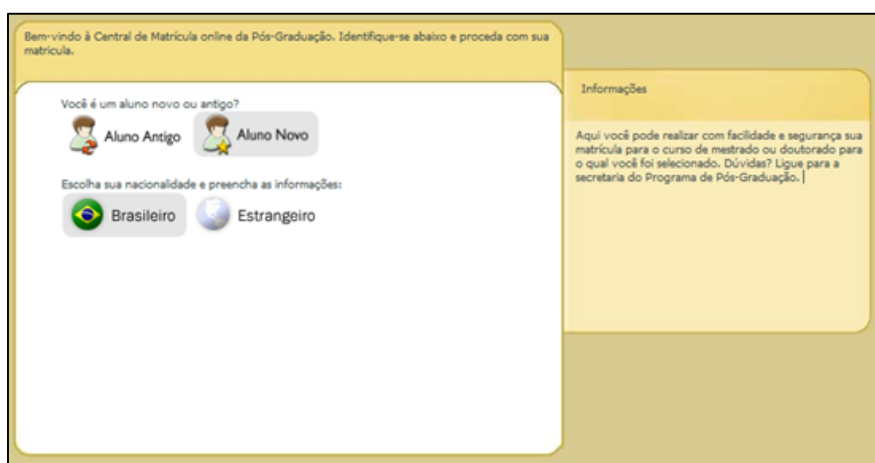 Bem-vindo à Central de Matrícula online da Pós-Graduação. Identifique-se abaixo e proceda com sua
matricula.
Você é um aluno novo ou antigo?
Aluno Antigo
Aluno Novo
Escolha sua nacionalidade e preencha as informações:
Brasileiro
Estrangeiro
Informações
Aqui você pode realizar com facilidade e segurança sua
matrícula para o curso de mestrado ou doutorado para
o qual você foi selecionado. Dúvidas? Ligue para a
secretaria do Programa de Pós-Graduação.